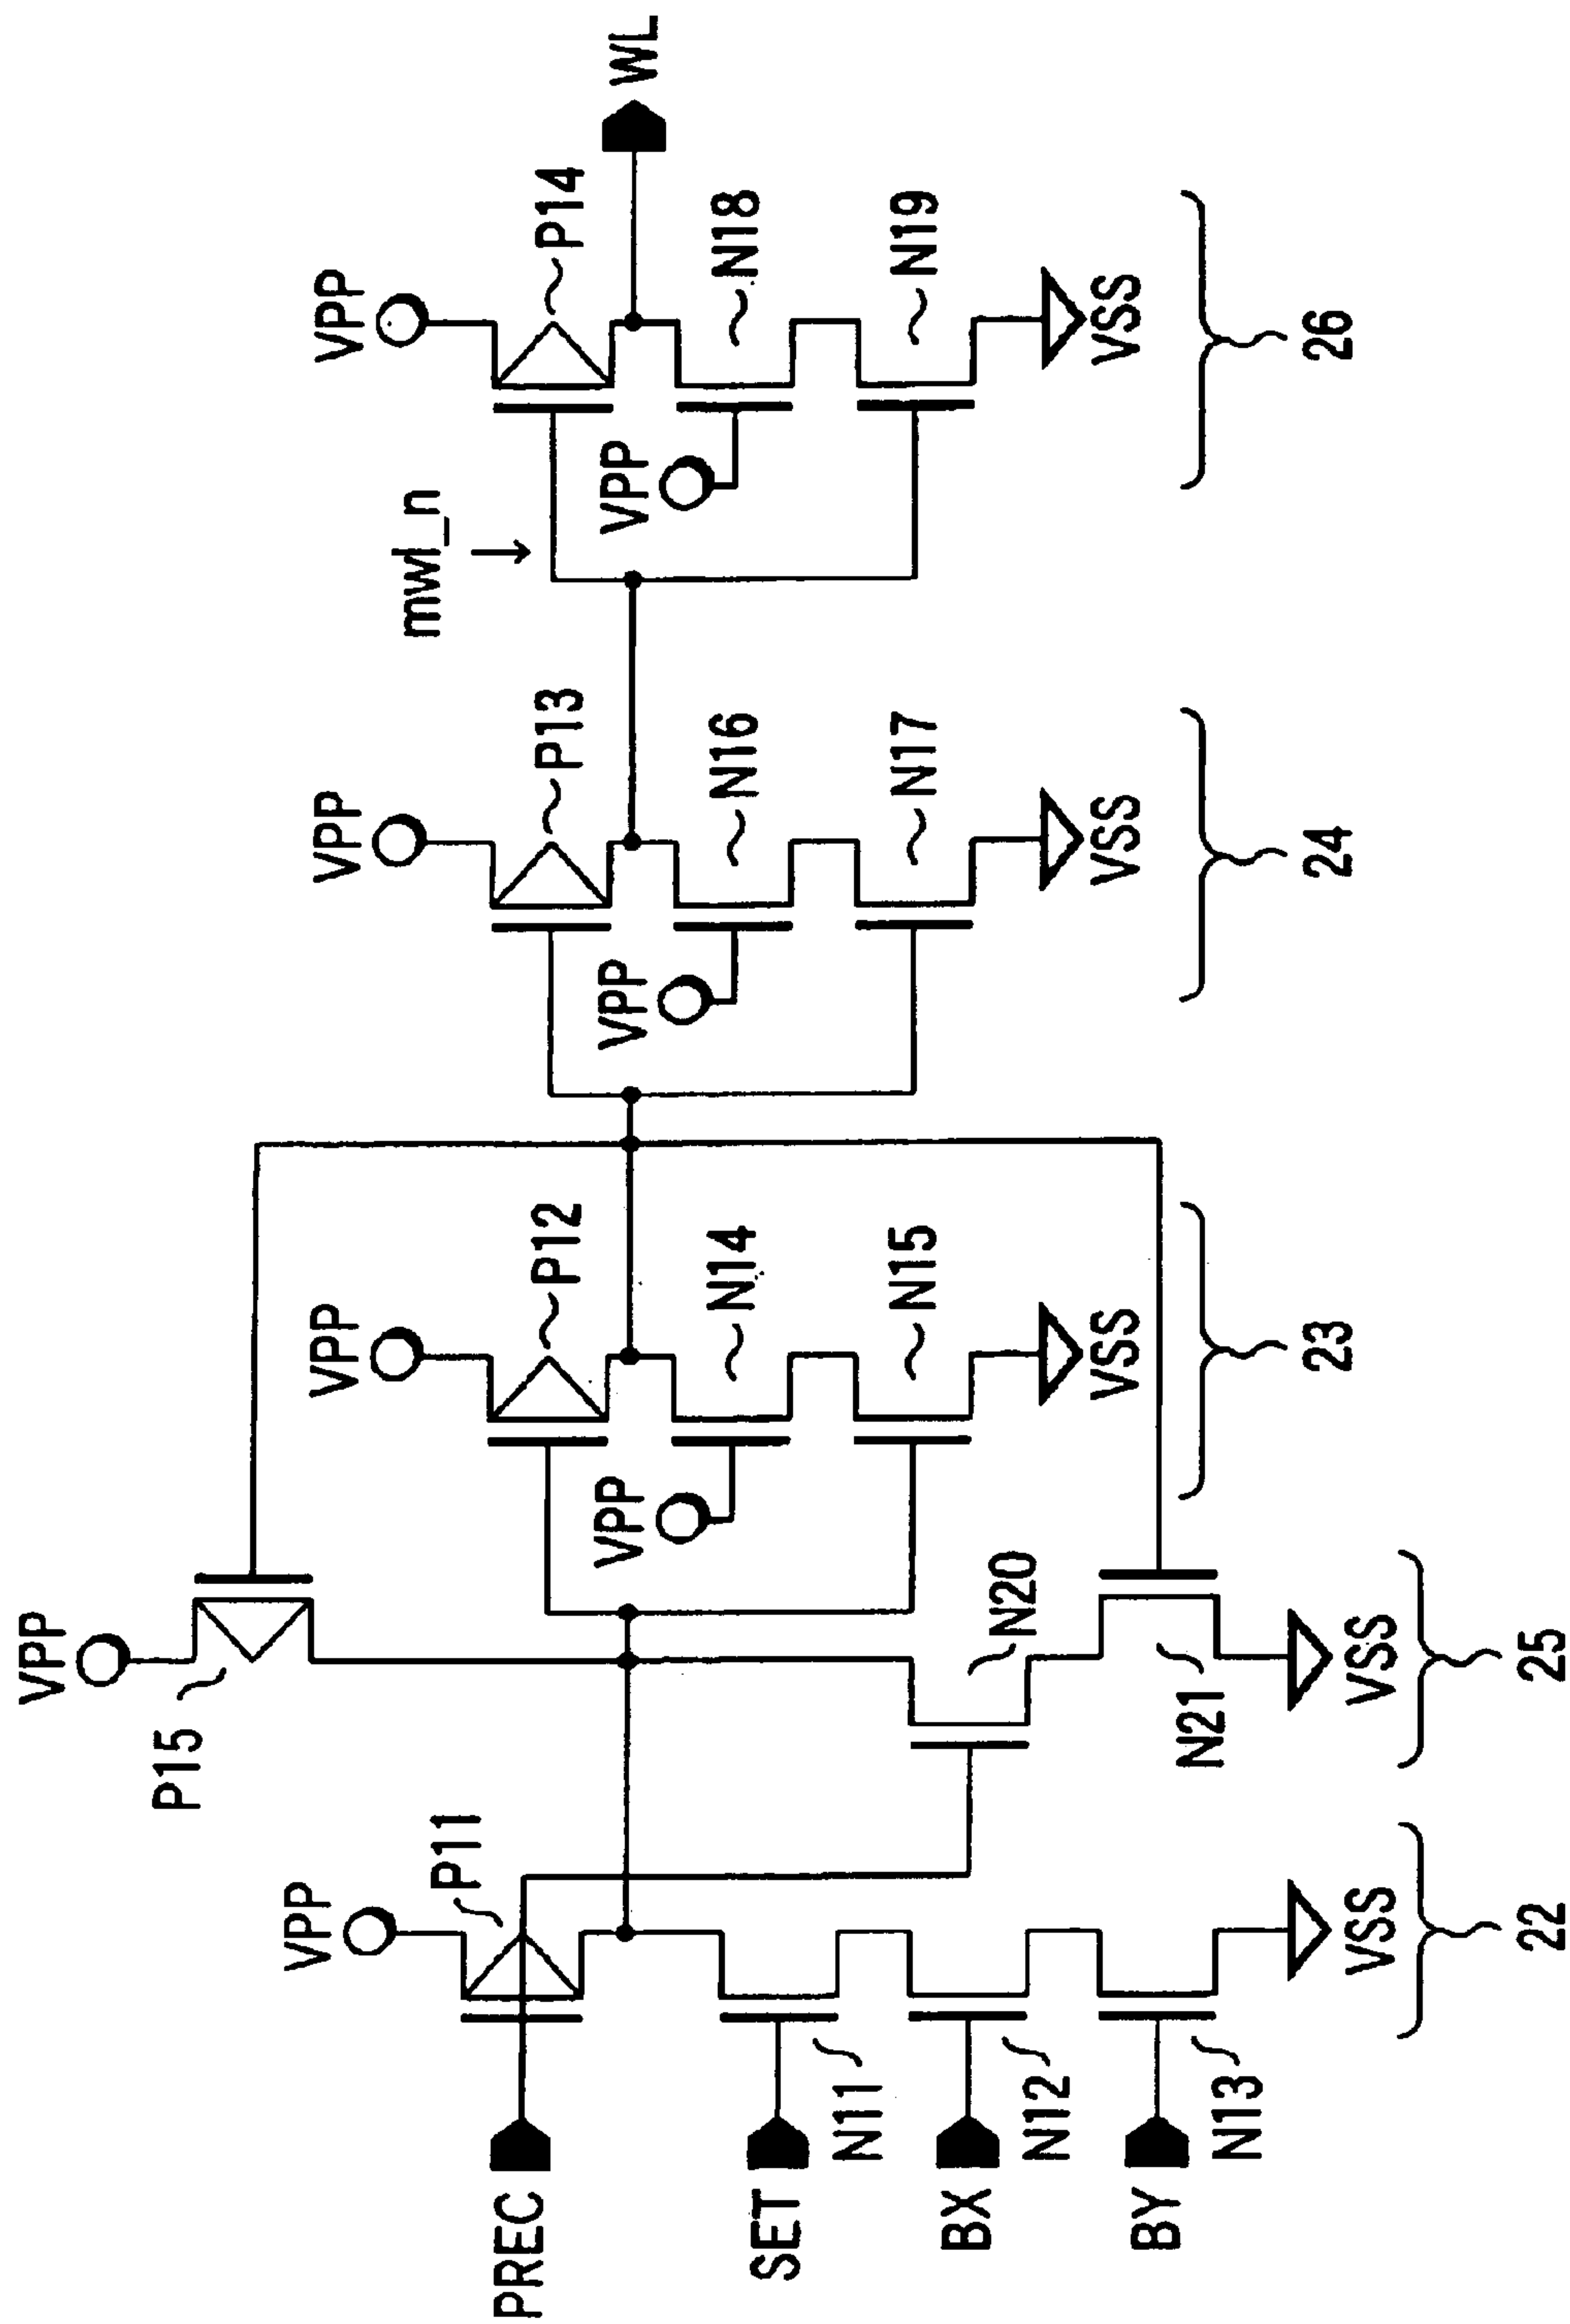 PREC
SET
BX
BY
VPP
P11
N11
N12
N13
VSS
22
VPP
P15
N20
N21
VSS
25
VPP
P12
VPP
N14
N15
VSS
23
VPP
P13
VPP
N16
N17
VSS
24
mwl_n
VPP
P14
VPP
N18
N19
VSS
26
WL